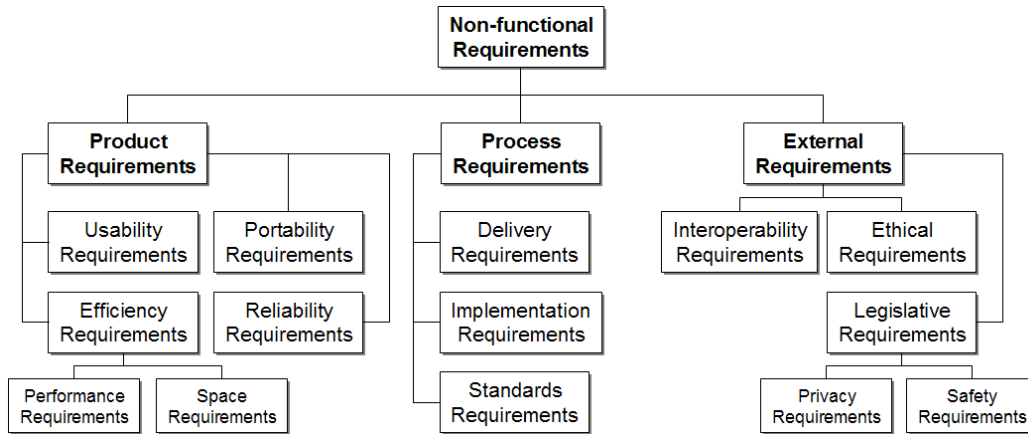 Non-functional
Requirements
Product
Requirements
Process
Requirements
External
Requirements
Usability
Requirements
Portability
Requirements
Delivery
Requirements
Interoperability
Requirements
Ethical
Requirements
Efficiency
Requirements
Reliability
Requirements
Implementation
Requirements
Legislative
Requirements
Performance
Requirements
Space
Requirements
Standards
Requirements
Privacy
Requirements
Safety
Requirements